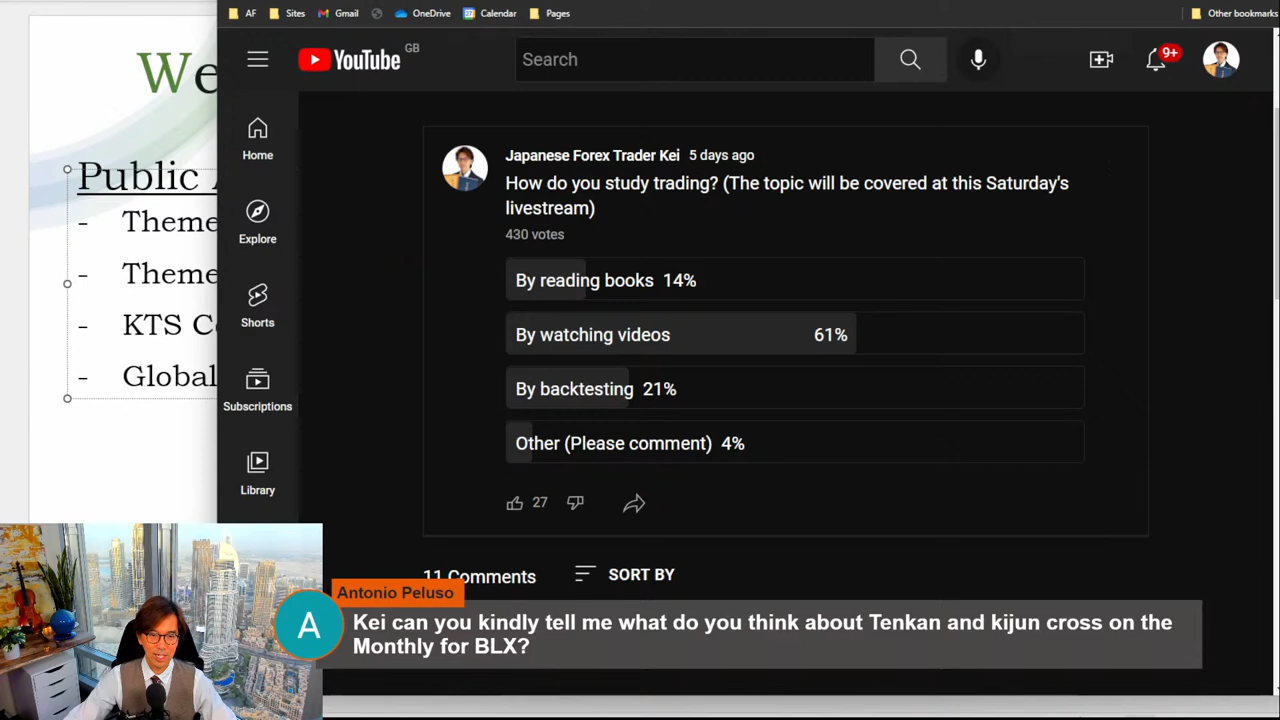 AF
Sites
Gmail
OneDrive
Calendar
Pages
Other bookmarks
We
YouTube GB
Search
9+
Home
Explore
Shorts
Subscriptions
Library
Public A
- Theme
- Theme
- KTS Co
- Global
Japanese Forex Trader Kei 5 days ago
How do you study trading? (The topic will be covered at this Saturday's
livestream)
430 votes
By reading books 14%
By watching videos 61%
By backtesting 21%
Other (Please comment) 4%
27
11 Comments
SORT BY
Antonio Peluso
A
Kei can you kindly tell me what do you think about Tenkan and kijun cross on the
Monthly for BLX?